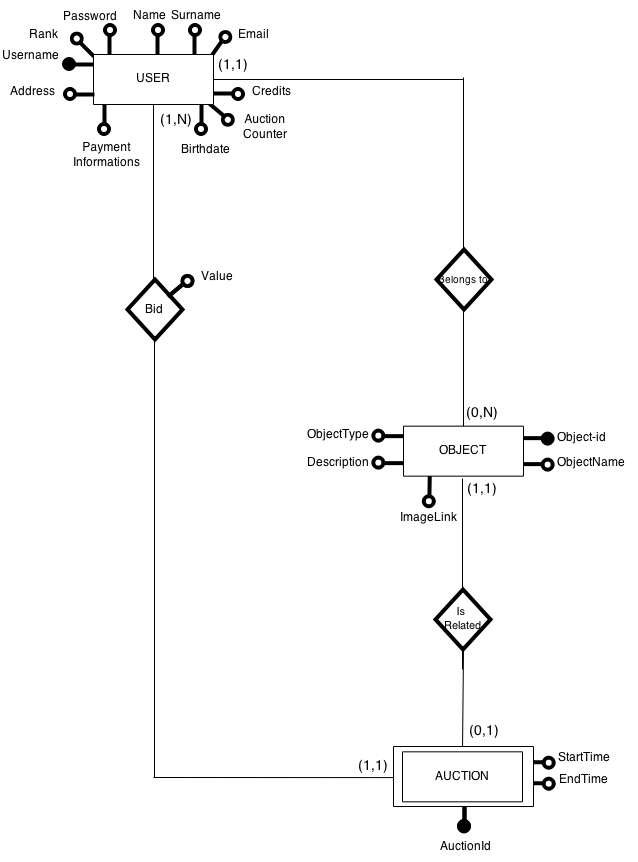 Password
Name
Surname
Rank
Email
Username
USER
(1,1)
Address
Credits
(1,N)
Auction
Counter
Payment
Informations
Birthdate
Value
Bid
Belongs to
(0,N)
ObjectType
Object-id
OBJECT
Description
ObjectName
(1,1)
ImageLink
Is
Related
(0,1)
StartTime
(1,1)
AUCTION
EndTime
AuctionId